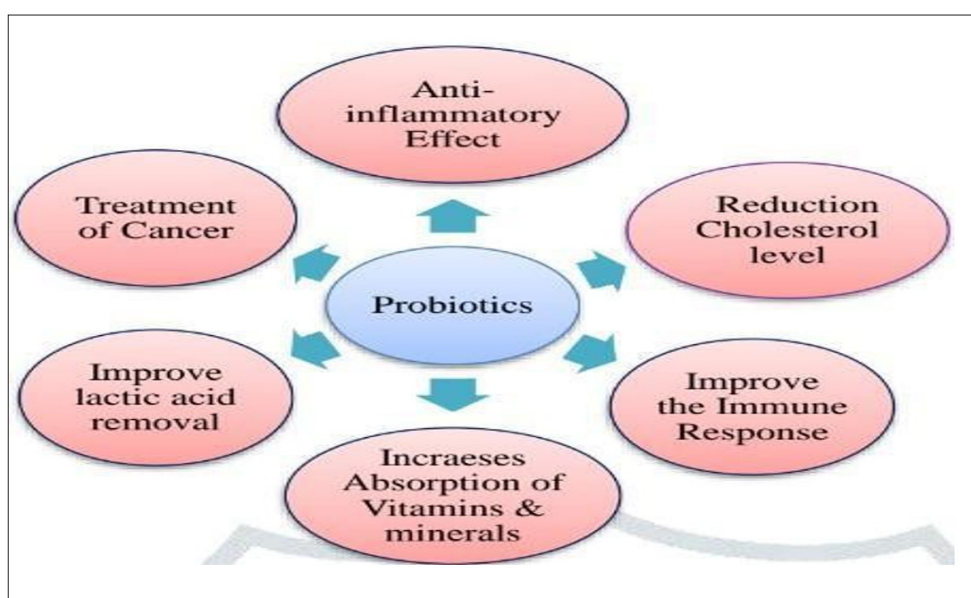 Anti-
inflammatory
Effect
Reduction
Cholesterol
level
Improve
the Immune
Response
Incraeses
Absorption of
Vitamins &
minerals
Improve
lactic acid
removal
Treatment
of Cancer
Probiotics